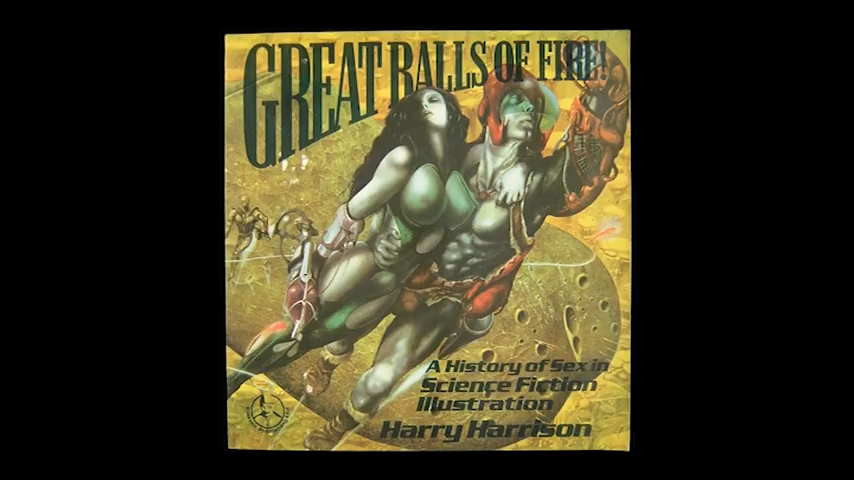 GREAT BALLS OF FIRE!
A History of Sex in
Science Fiction
Illustration
Harry Harrison